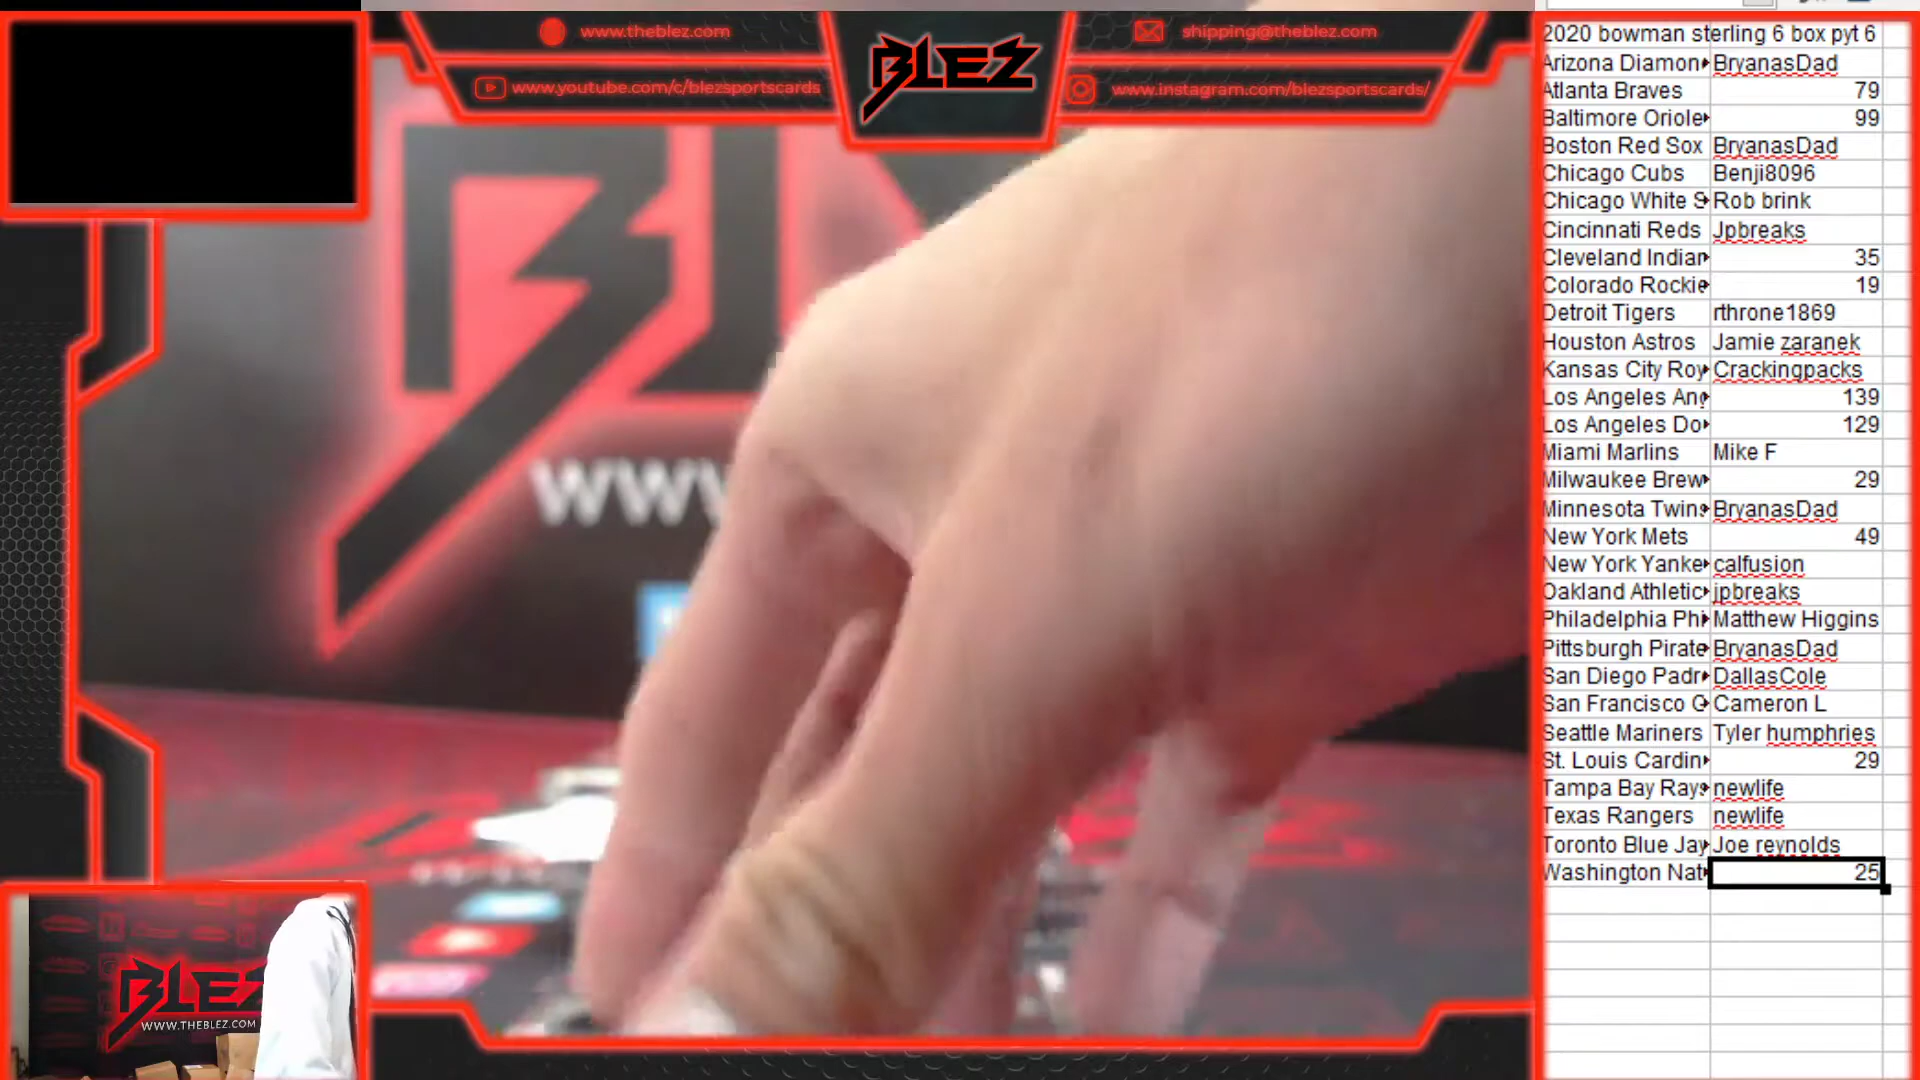 www.theblez.com
www.youtube.com/c/blezsportscards
BLEZ
shipping@theblez.com
www.instagram.com/blezsportscards/
2020 bowman sterling 6 box pyt 6
Arizona Diamon BryanasDad
Atlanta Braves 79
Baltimore Oriole 99
Boston Red Sox BryanasDad
Chicago Cubs Benji8096
Chicago White S Rob brink
Cincinnati Reds Jpbreaks
Cleveland Indian 35
Colorado Rockie 19
Detroit Tigers rthrone1869
Houston Astros Jamie zaranek
Kansas City Roy Crackingpacks
Los Angeles Ang 139
Los Angeles Do 129
Miami Marlins Mike F
Milwaukee Brew 29
Minnesota Twins BryanasDad
New York Mets 49
New York Yanke calfusion
Oakland Athletic jpbreaks
Philadelphia Phi Matthew Higgins
Pittsburgh Pirate BryanasDad
San Diego Padr DallasCole
San Francisco G Cameron L
Seattle Mariners Tyler humphries
St. Louis Cardin 29
Tampa Bay Rays newlife
Texas Rangers newlife
Toronto Blue Jay Joe reynolds
Washington Nat 25
BL
www
BLEZ
WWW.THEBLEZ.COM